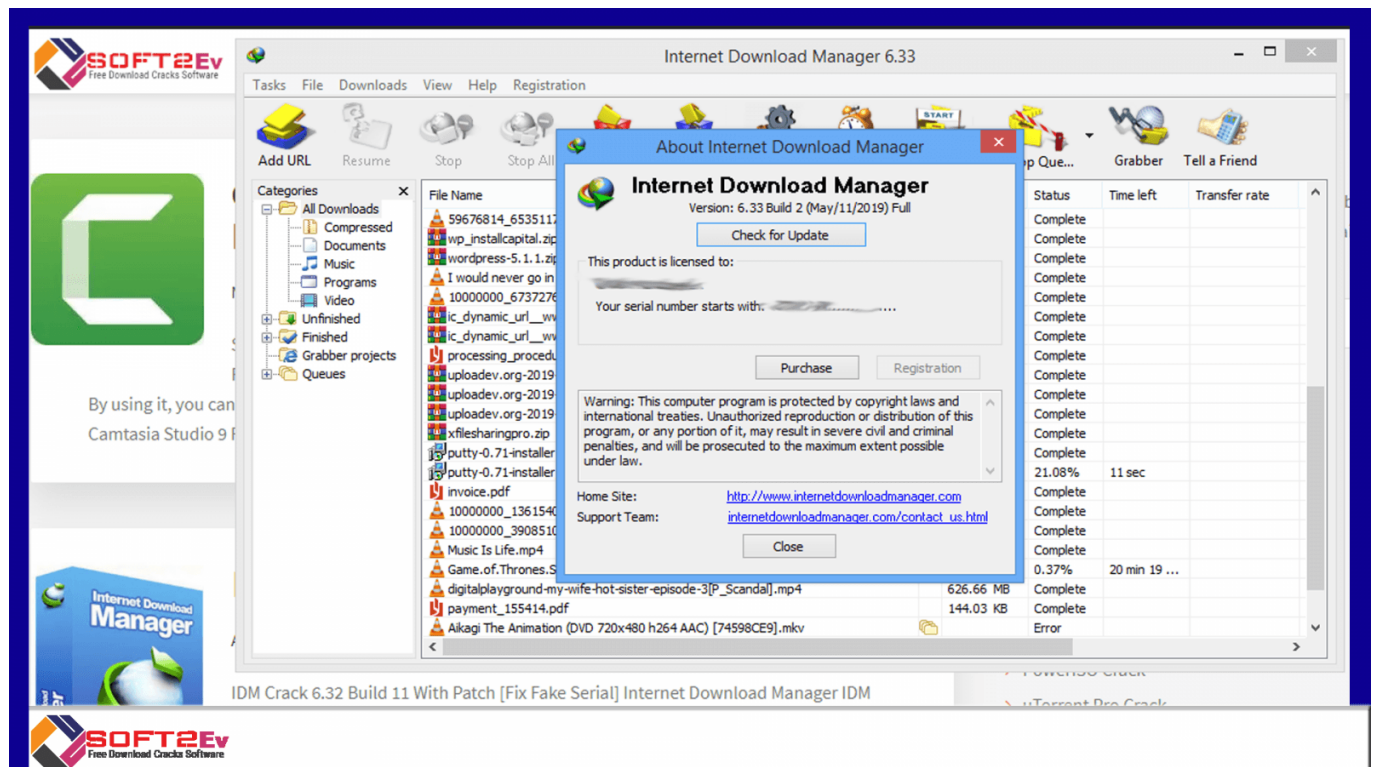 SOFT2Ev
Free Download Cracks Software
Internet Download Manager 6.33
Tasks File Downloads View Help Registration
START
Add URL Resume Stop Stop All p Que... Grabber Tell a Friend
Categories
All Downloads
Compressed
Documents
Music
Programs
Video
Unfinished
Finished
Grabber projects
Queues
File Name
59676814_6535117
wp_installcapital.zip
wordpress-5.1.1.zip
I would never go in
10000000_6737276
ic_dynamic_url__ww
ic_dynamic_url__ww
processing_procedu
uploadev.org-2019
uploadev.org-2019
uploadev.org-2019
xfilesharingpro.zip
putty-0.71-installer
putty-0.71-installer
invoice.pdf
10000000_1361540
10000000_3908510
Music Is Life.mp4
Game.of.Thrones.S
digitalplayground-my-wife-hot-sister-episode-3[P_Scandal].mp4 626.66 MB
payment_155414.pdf 144.03 KB
Aikagi The Animation (DVD 720x480 h264 AAC) [74598CE9].mkv
Status Time left Transfer rate
Complete
Complete
Complete
Complete
Complete
Complete
Complete
Complete
Complete
Complete
Complete
Complete
Complete
21.08% 11 sec
Complete
Complete
Complete
Complete
0.37% 20 min 19 ...
Complete
Complete
Error
About Internet Download Manager
Internet Download Manager
Version: 6.33 Build 2 (May/11/2019) Full
Check for Update
This product is licensed to:
Your serial number starts with:
Purchase Registration
Warning: This computer program is protected by copyright laws and
international treaties. Unauthorized reproduction or distribution of this
program, or any portion of it, may result in severe civil and criminal
penalties, and will be prosecuted to the maximum extent possible
under law.
Home Site: http://www.internetdownloadmanager.com
Support Team: internetdownloadmanager.com/contact_us.html
Close
By using it, you can
Camtasia Studio 9
Internet Download
Manager
IDM Crack 6.32 Build 11 With Patch [Fix Fake Serial] Internet Download Manager IDM
PowerISO Crack
uTorrent Pro Crack
SOFT2Ev
Free Download Cracks Software